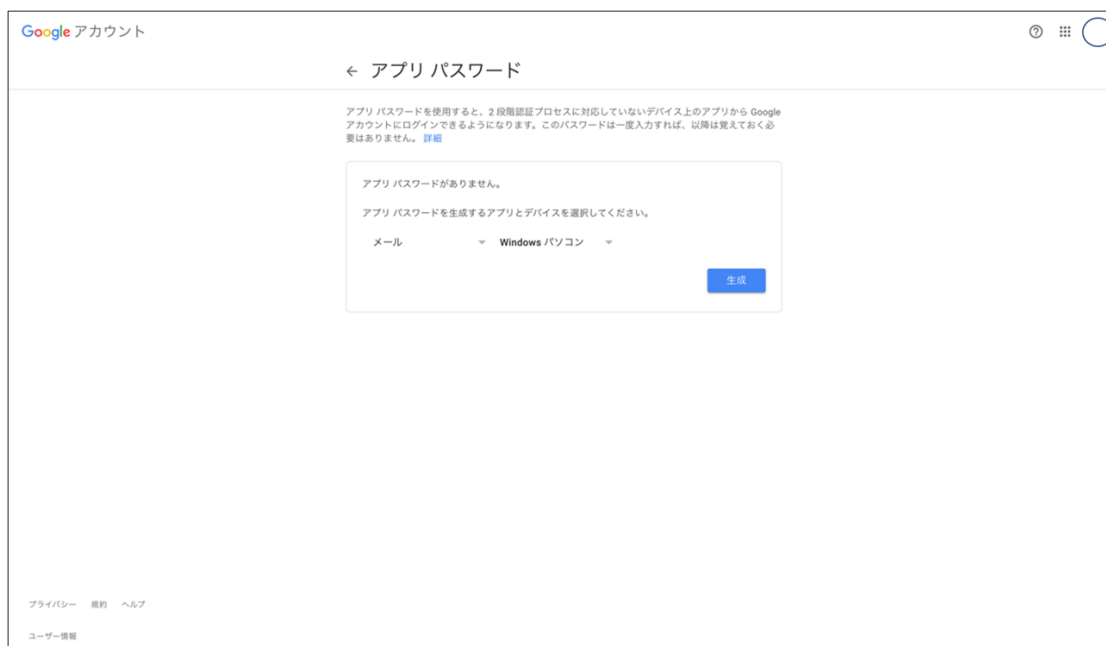 Google アカウント
← アプリ パスワード
アプリ パスワードを使用すると、2 段階認証プロセスに対応していないデバイス上のアプリから Google
アカウントにログインできるようになります。このパスワードは一度入力すれば、以降は覚えておく必
要はありません。 詳細
アプリ パスワードがありません。
アプリ パスワードを生成するアプリとデバイスを選択してください。
メール Windows パソコン
生成
プライバシー 規約 ヘルプ
ユーザー情報